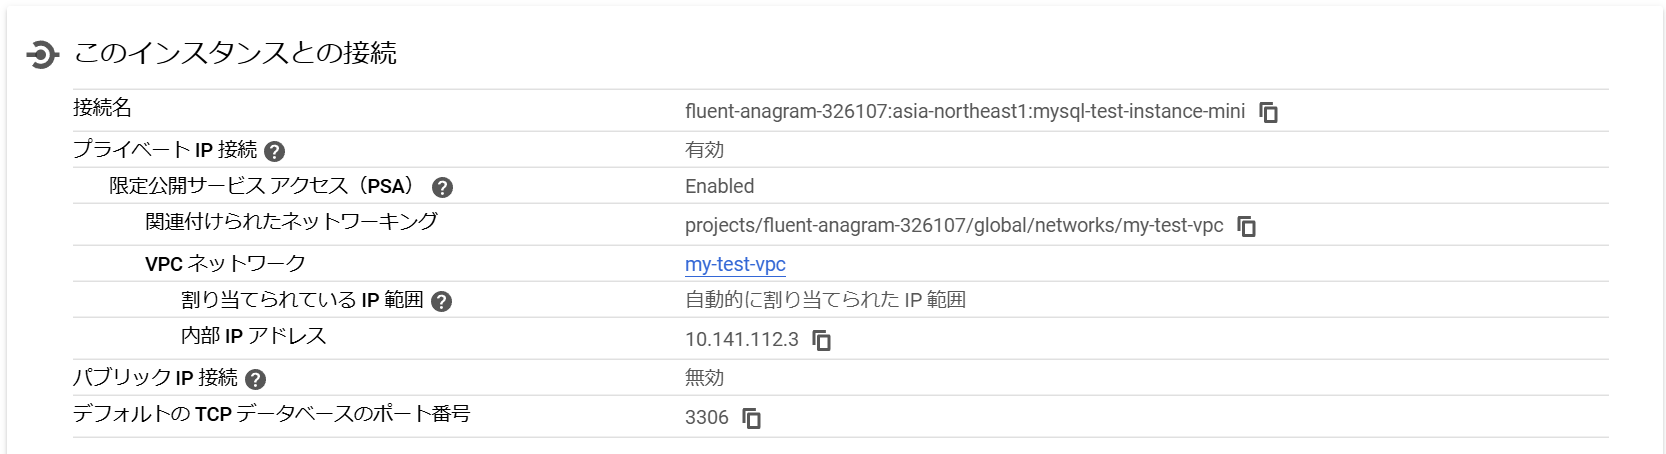 このインスタンスとの接続
接続名 fluent-anagram-326107:asia-northeast1:mysql-test-instance-mini
プライベート IP 接続 有効
限定公開サービス アクセス（PSA） Enabled
関連付けられたネットワーキング projects/fluent-anagram-326107/global/networks/my-test-vpc
VPC ネットワーク my-test-vpc
割り当てられている IP 範囲 自動的に割り当てられた IP 範囲
内部 IP アドレス 10.141.112.3
パブリック IP 接続 無効
デフォルトの TCP データベースのポート番号 3306